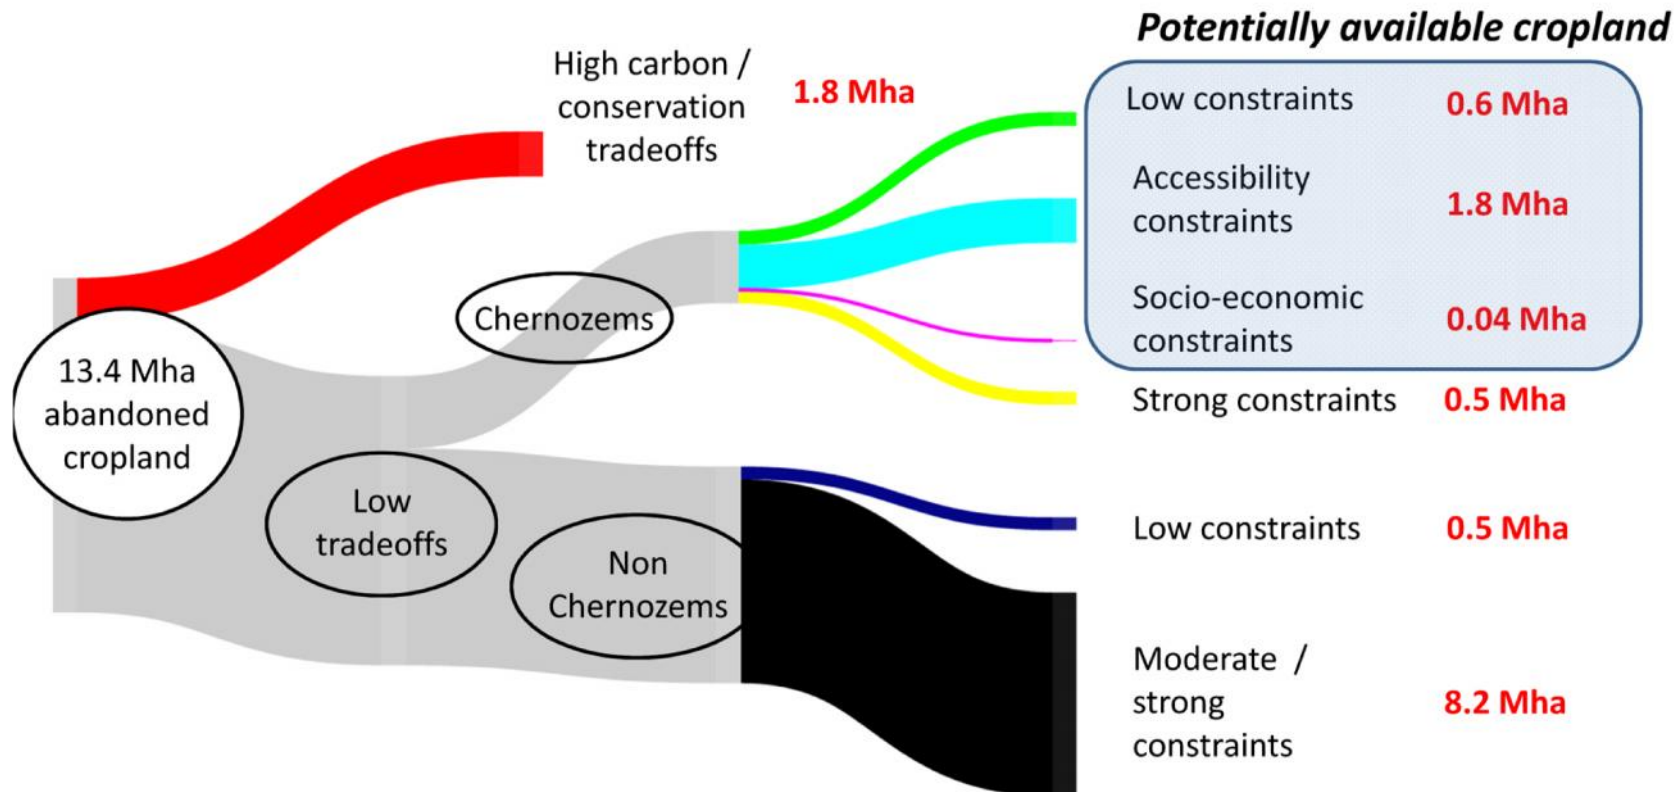 Potentially available cropland
High carbon /
conservation
tradeoffs
1.8 Mha
Low constraints
0.6 Mha
Accessibility
constraints
1.8 Mha
Socio-economic
constraints
0.04 Mha
Chernozems
13.4 Mha
abandoned
cropland
Strong constraints
0.5 Mha
Low
tradeoffs
Non
Chernozems
Low constraints
0.5 Mha
Moderate /
strong
constraints
8.2 Mha